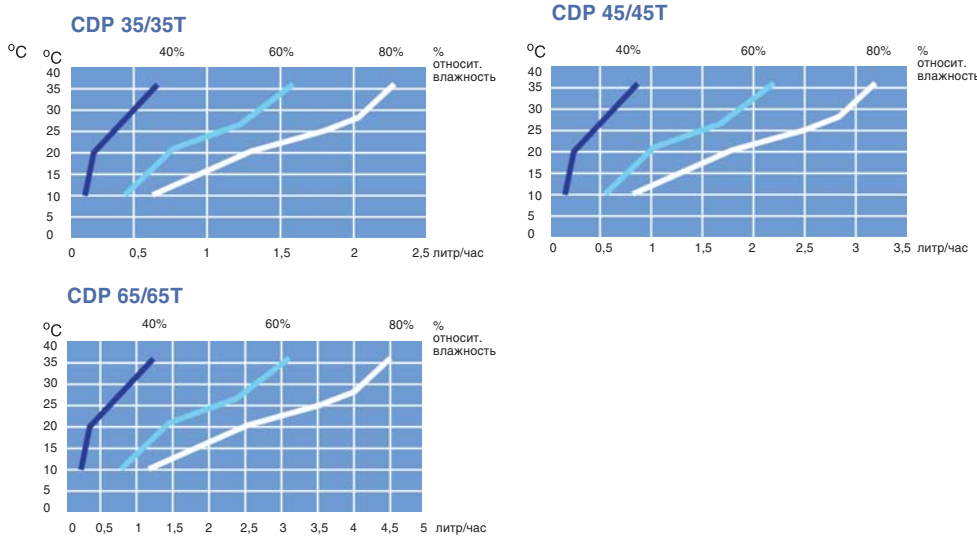 CDP 35/35T
°C
°C
40% 60% 80%
%
относит.
влажность
40
35
30
25
20
15
10
5
0
0 0,5 1 1,5 2 2,5 литр/час
CDP 45/45T
°C
40% 60% 80%
%
относит.
влажность
40
35
30
25
20
15
10
5
0
0 0,5 1 1,5 2 2,5 3 3,5 литр/час
CDP 65/65T
°C
40% 60% 80%
%
относит.
влажность
40
35
30
25
20
15
10
5
0
0 0,5 1 1,5 2 2,5 3 3,5 4 4,5 5 литр/час